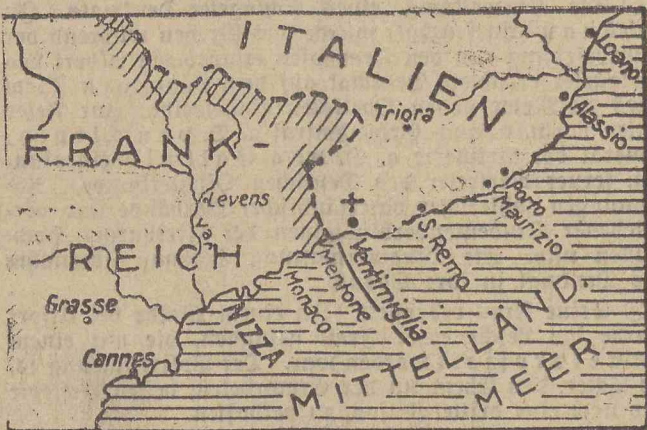 ITALIEN
Loano
Alassio
Triora
FRANK-
REICH
Levens
Var
Porto
Maurizio
S. Remo
Ventimiglia
Mentone
Monaco
NIZZA
Grasse
Cannes
MITTELLÄND.
MEER